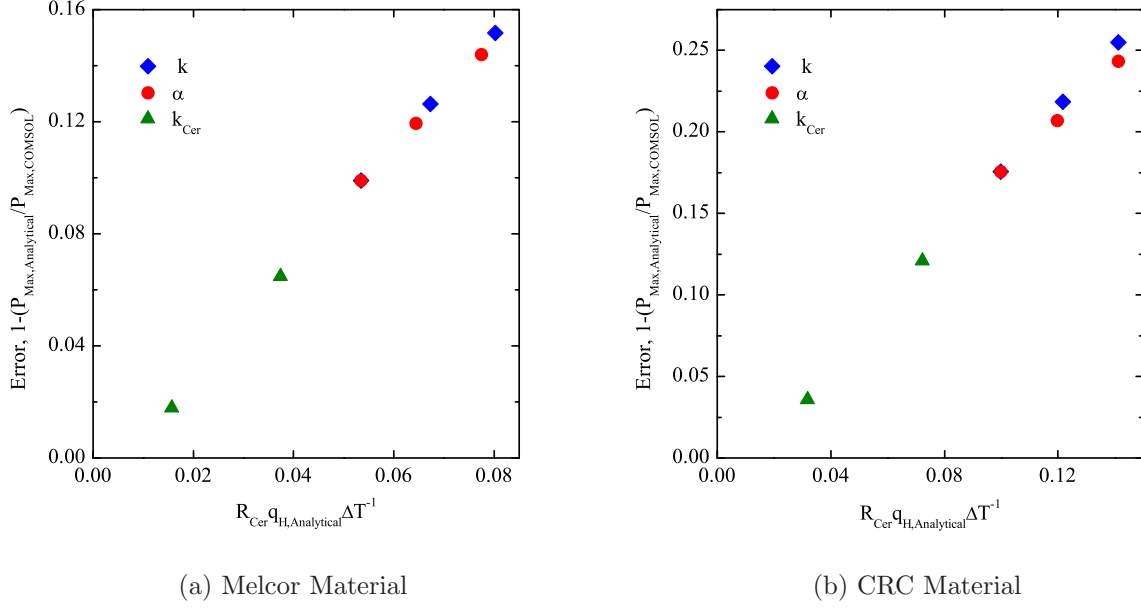 0.16
0.12
0.08
0.04
0.00
0.00 0.02 0.04 0.06 0.08
Error, 1-(P_Max,Analytical/P_Max,COMSOL)
k
α
k_Cer
R_Cer q_H,Analytical ΔT^-1
(a) Melcor Material
0.25
0.20
0.15
0.10
0.05
0.00
0.00 0.04 0.08 0.12
Error, 1-(P_Max,Analytical/P_Max,COMSOL)
k
α
k_Cer
R_Cer q_H,Analytical ΔT^-1
(b) CRC Material